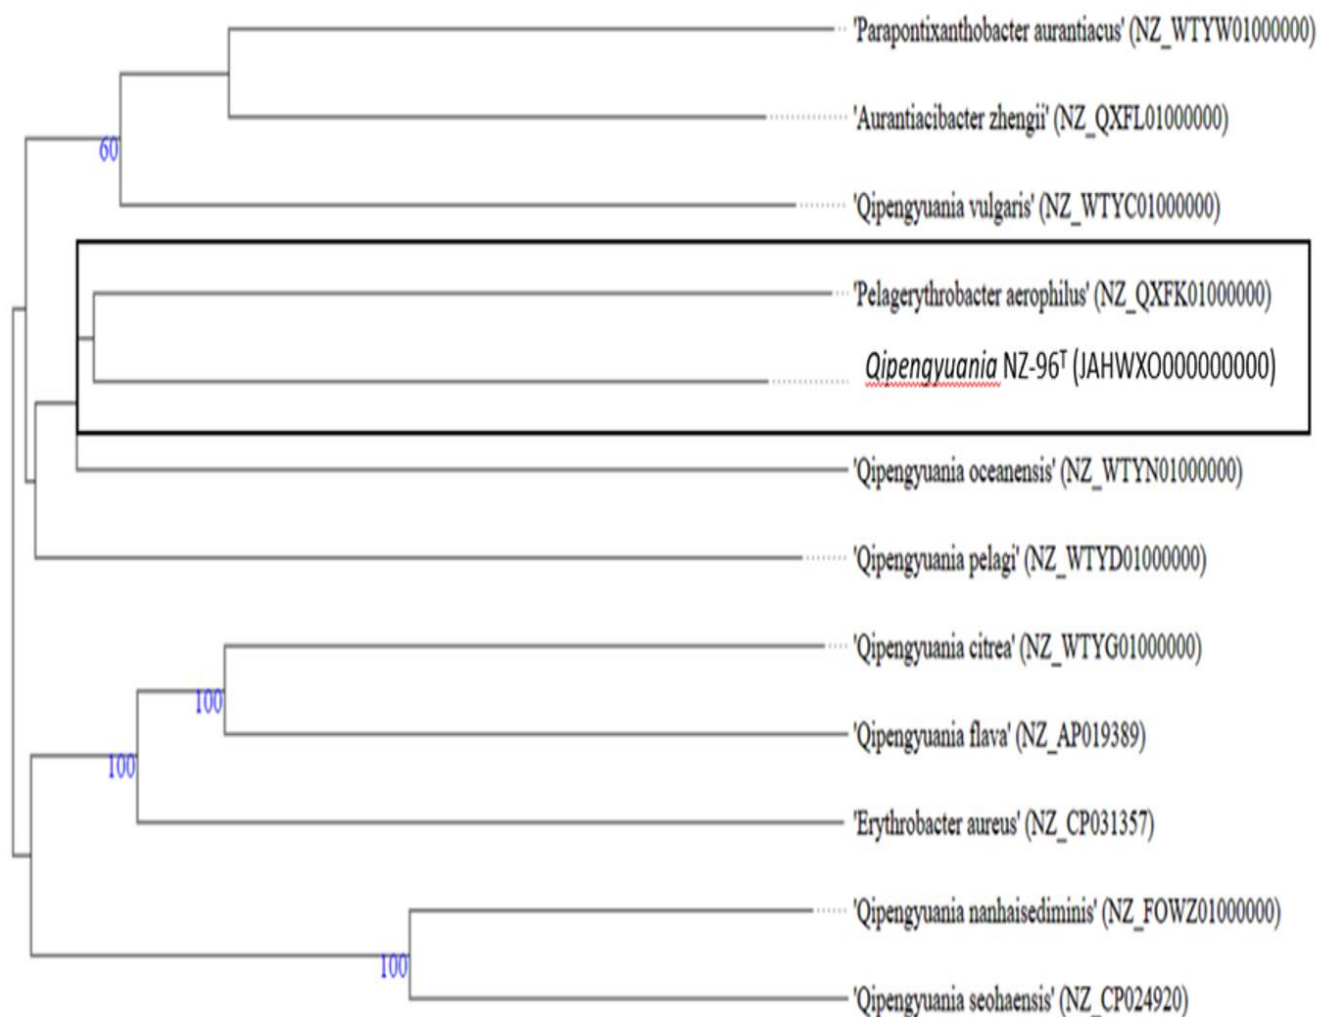 'Parapontixanthobacter aurantiacus' (NZ_WTYW01000000)
'Aurantiacibacter zhengii' (NZ_QXFL01000000)
60
'Qipengyuania vulgaris' (NZ_WTYC01000000)
'Pelagerythrobacter aerophilus' (NZ_QXFK01000000)
Qipengyuania NZ-96ᵀ (JAHWXO000000000)
'Qipengyuania oceanensis' (NZ_WTYN01000000)
'Qipengyuania pelagi' (NZ_WTYD01000000)
'Qipengyuania citrea' (NZ_WTYG01000000)
100
'Qipengyuania flava' (NZ_AP019389)
100
'Erythrobacter aureus' (NZ_CP031357)
'Qipengyuania nanhaisediminis' (NZ_FOWZ01000000)
100
'Qipengyuania seohaensis' (NZ_CP024920)